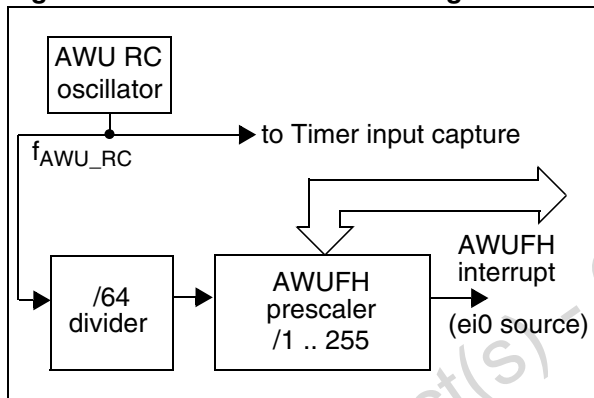 AWU RC
oscillator
to Timer input capture
fAWU_RC
AWUFH
interrupt
(ei0 source)
/64
divider
AWUFH
prescaler
/1 .. 255